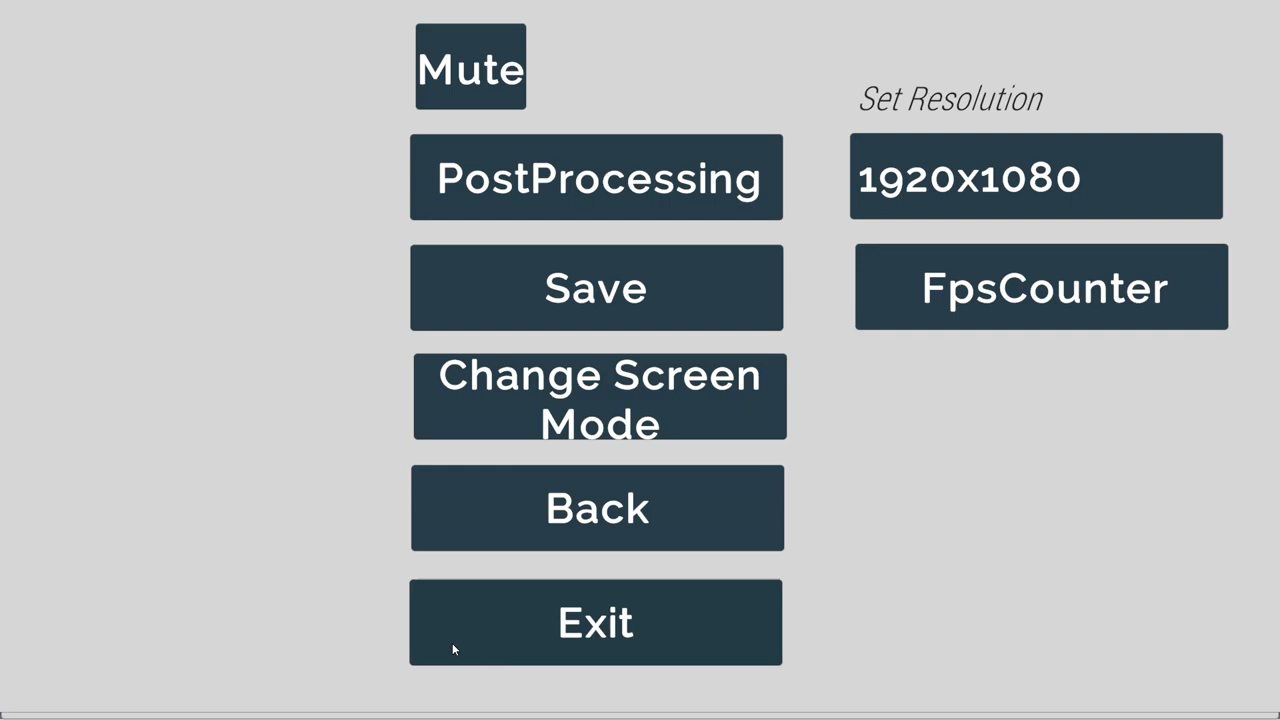 Mute
Set Resolution
PostProcessing
1920x1080
Save
FpsCounter
Change Screen
Mode
Back
Exit